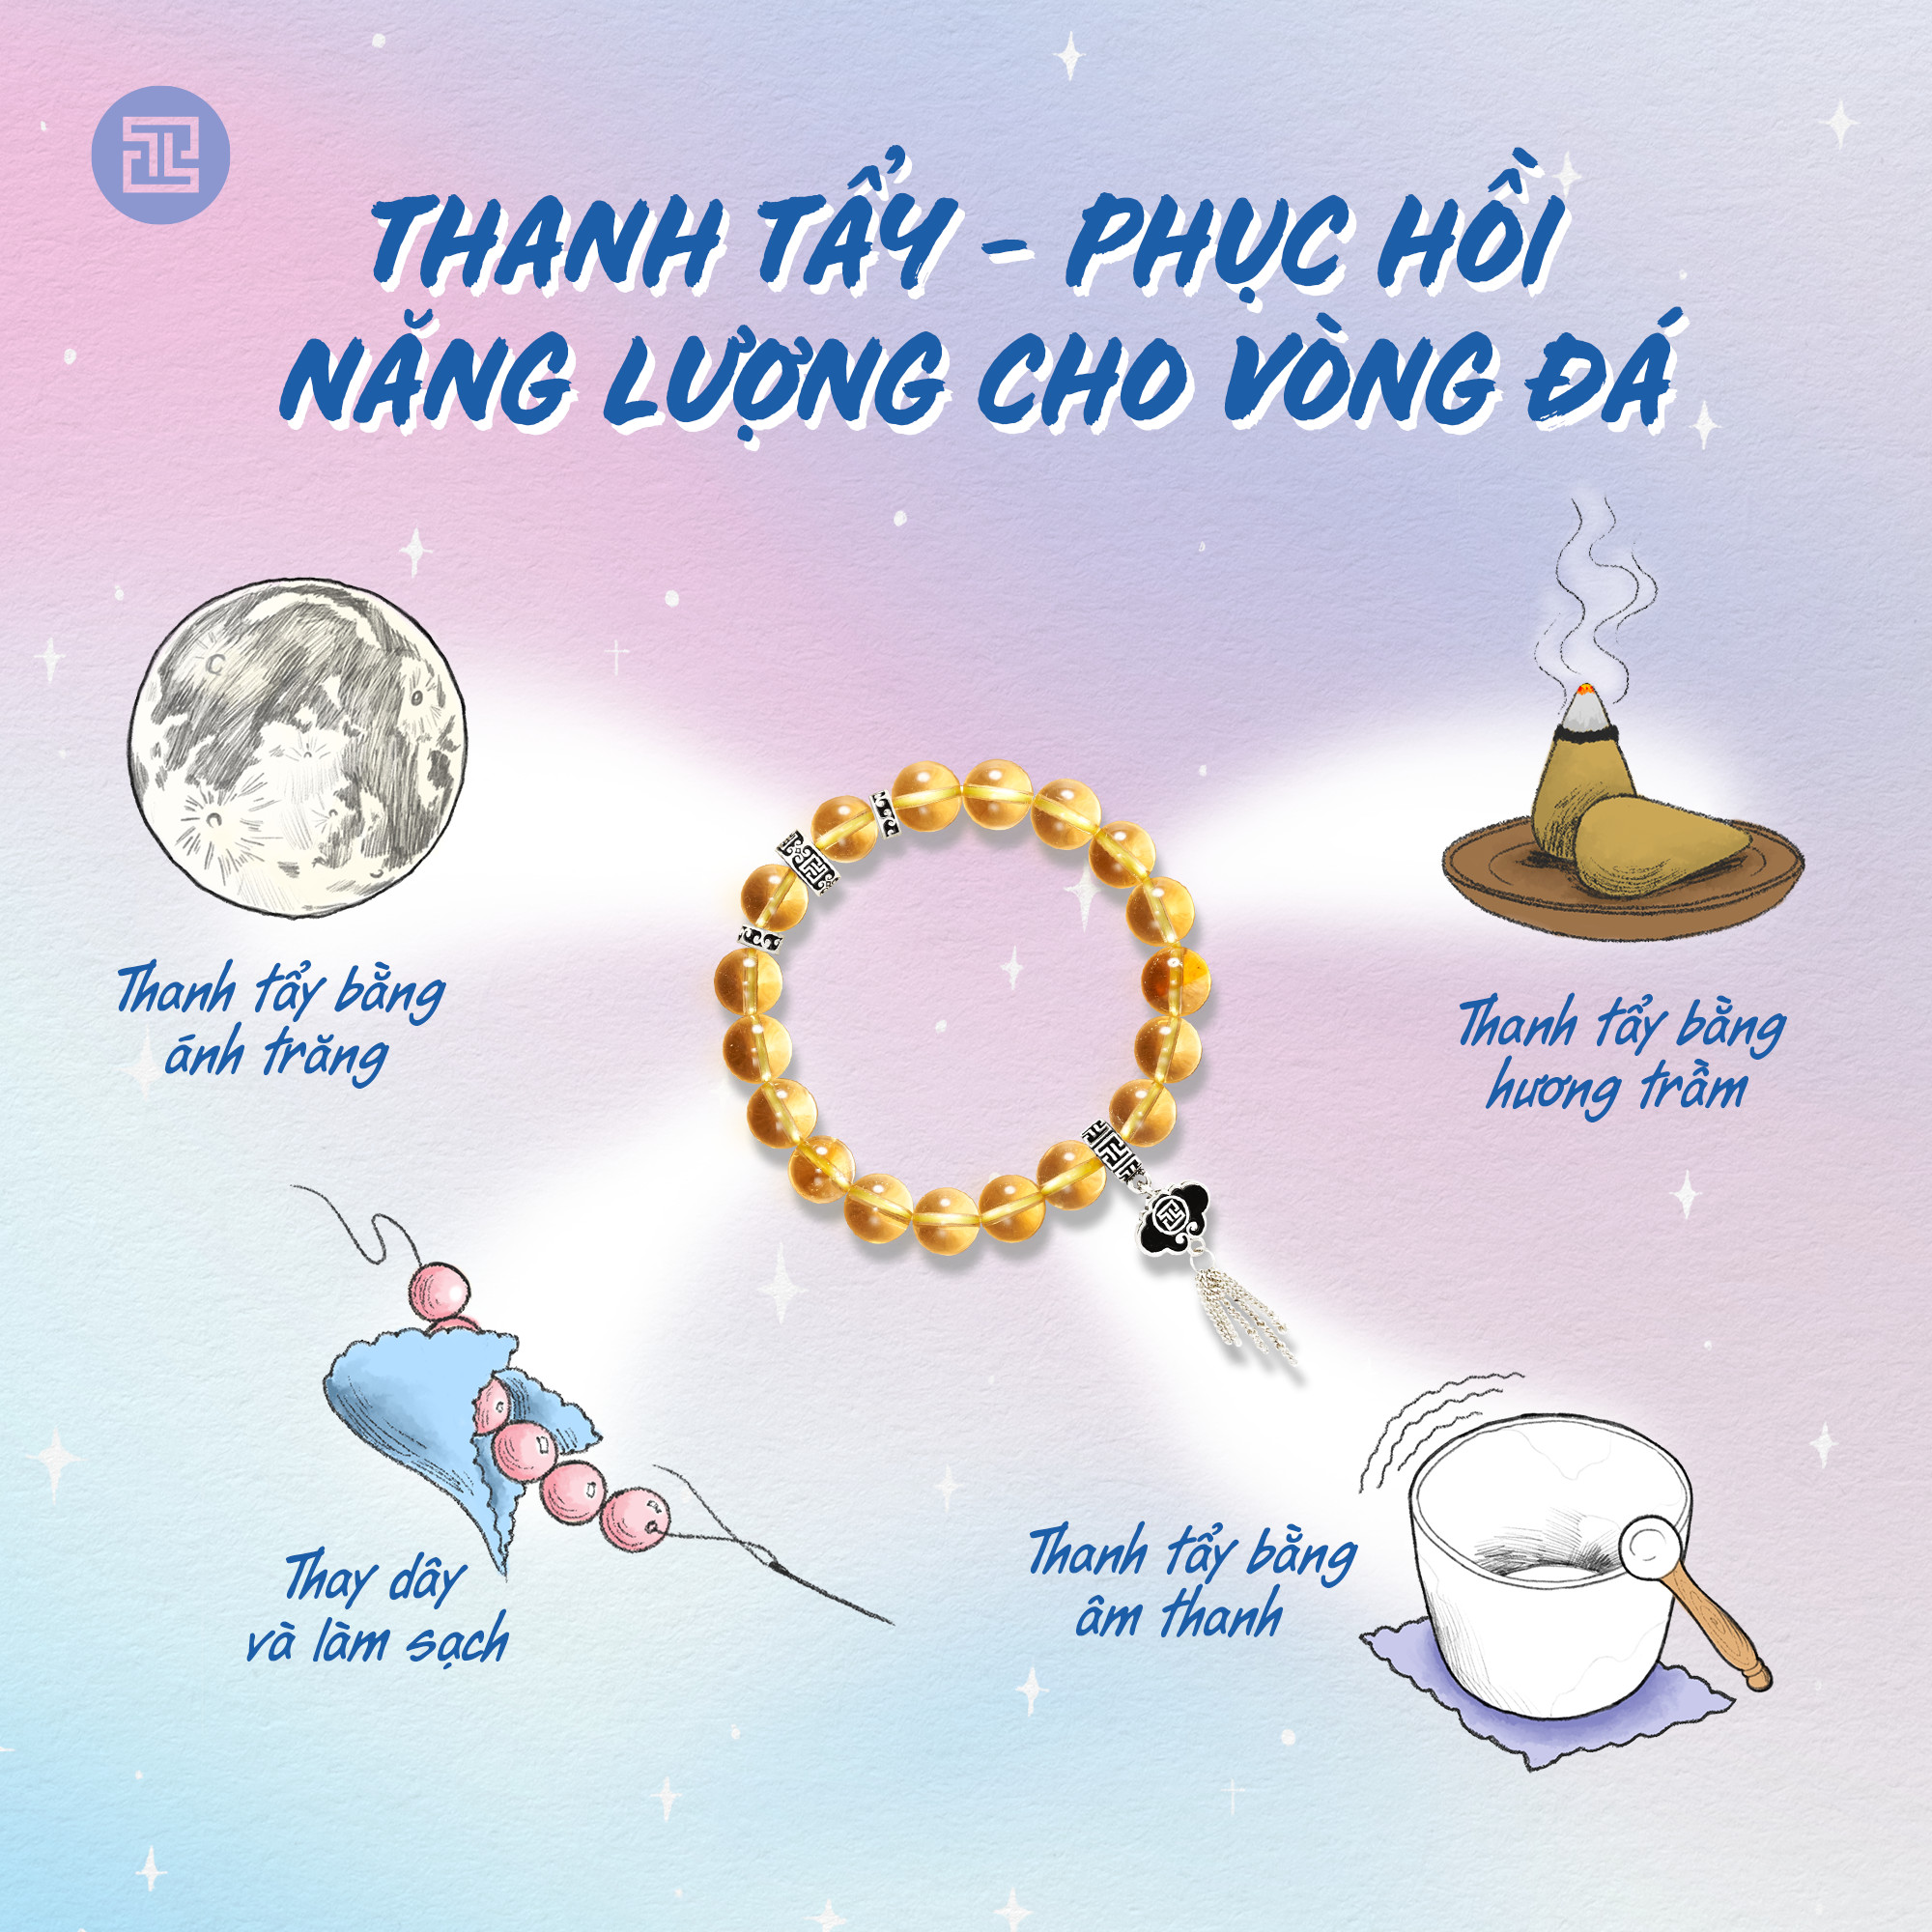 THANH TẨY - PHỤC HỒI
NĂNG LƯỢNG CHO VÒNG ĐÁ
Thanh tẩy bằng
ánh trăng
Thanh tẩy bằng
hương trầm
Thay dây
và làm sạch
Thanh tẩy bằng
âm thanh